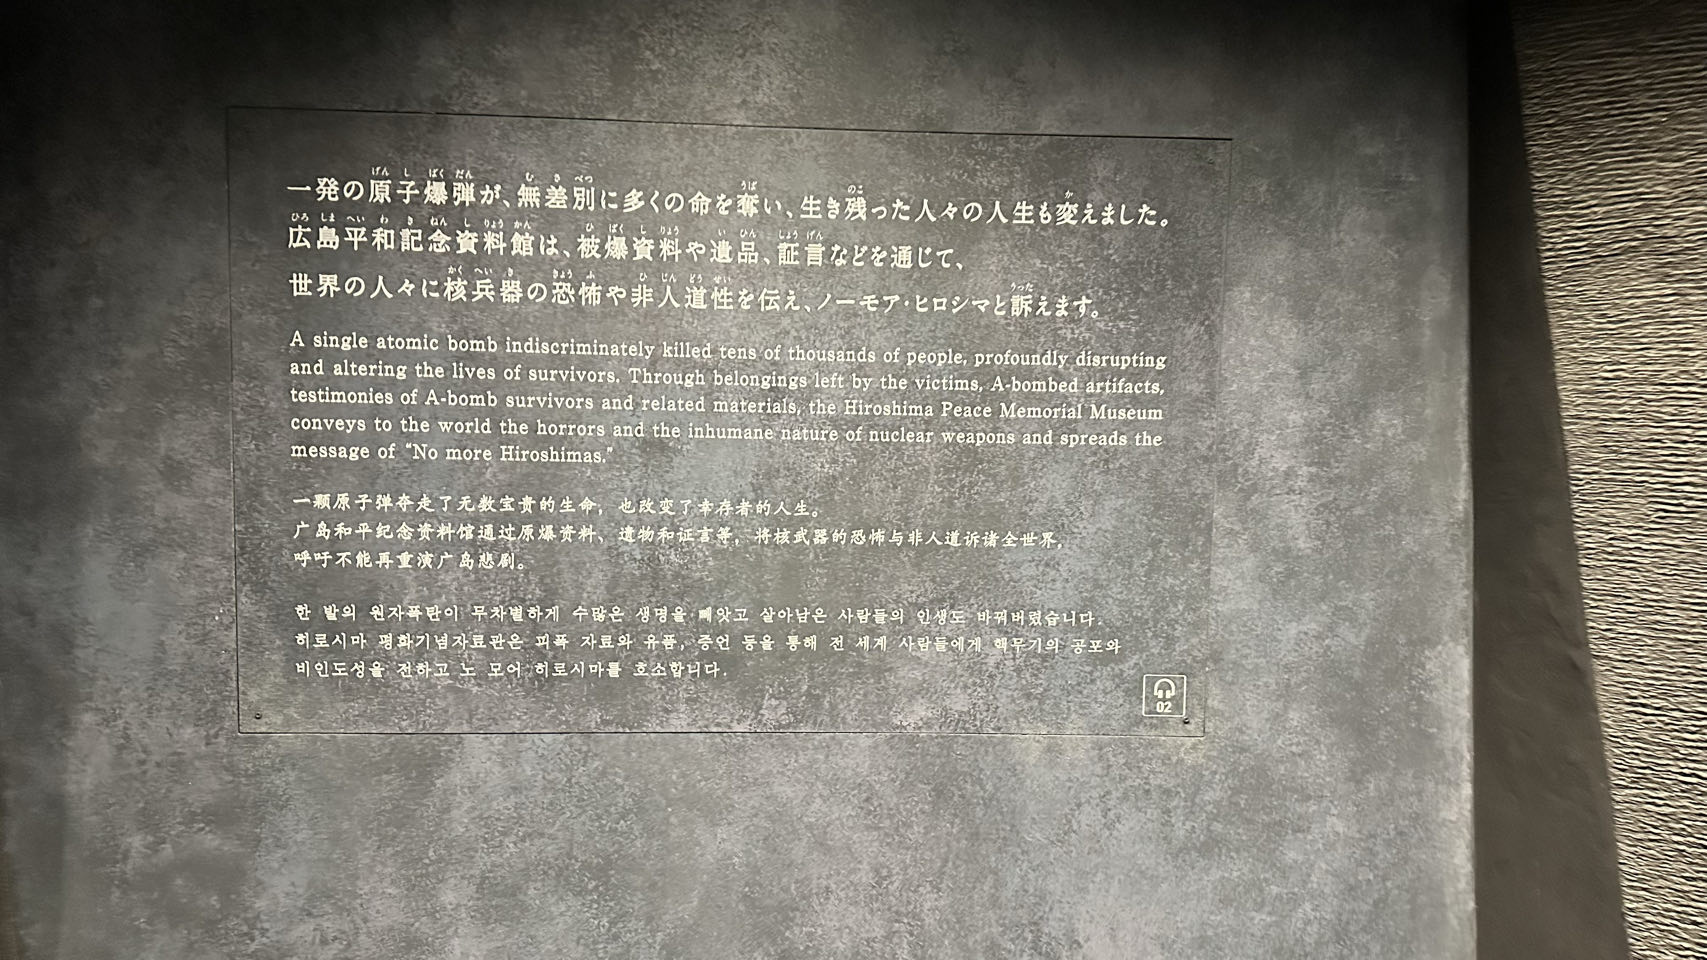 一発の原子爆弾が、無差別に多くの命を奪い、生き残った人々の人生も変えました。
広島平和記念資料館は、被爆資料や遺品、証言などを通じて、
世界の人々に核兵器の恐怖や非人道性を伝え、ノーモア・ヒロシマと訴えます。
A single atomic bomb indiscriminately killed tens of thousands of people, profoundly disrupting
and altering the lives of survivors. Through belongings left by the victims, A-bombed artifacts,
testimonies of A-bomb survivors and related materials, the Hiroshima Peace Memorial Museum
conveys to the world the horrors and the inhumane nature of nuclear weapons and spreads the
message of “No more Hiroshimas.”
一颗原子弹夺走了无数宝贵的生命，也改变了幸存者的人生。
广岛和平纪念资料馆通过原爆资料、遗物和证言等，将核武器的恐怖与非人道诉诸全世界，
呼吁不能再重演广岛悲剧。
한 발의 원자폭탄이 무차별하게 수많은 생명을 빼앗고 살아남은 사람들의 인생도 바꿔버렸습니다.
히로시마 평화기념자료관은 피폭 자료와 유품, 증언 등을 통해 전 세계 사람들에게 핵무기의 공포와
비인도성을 전하고 노 모어 히로시마를 호소합니다.
02